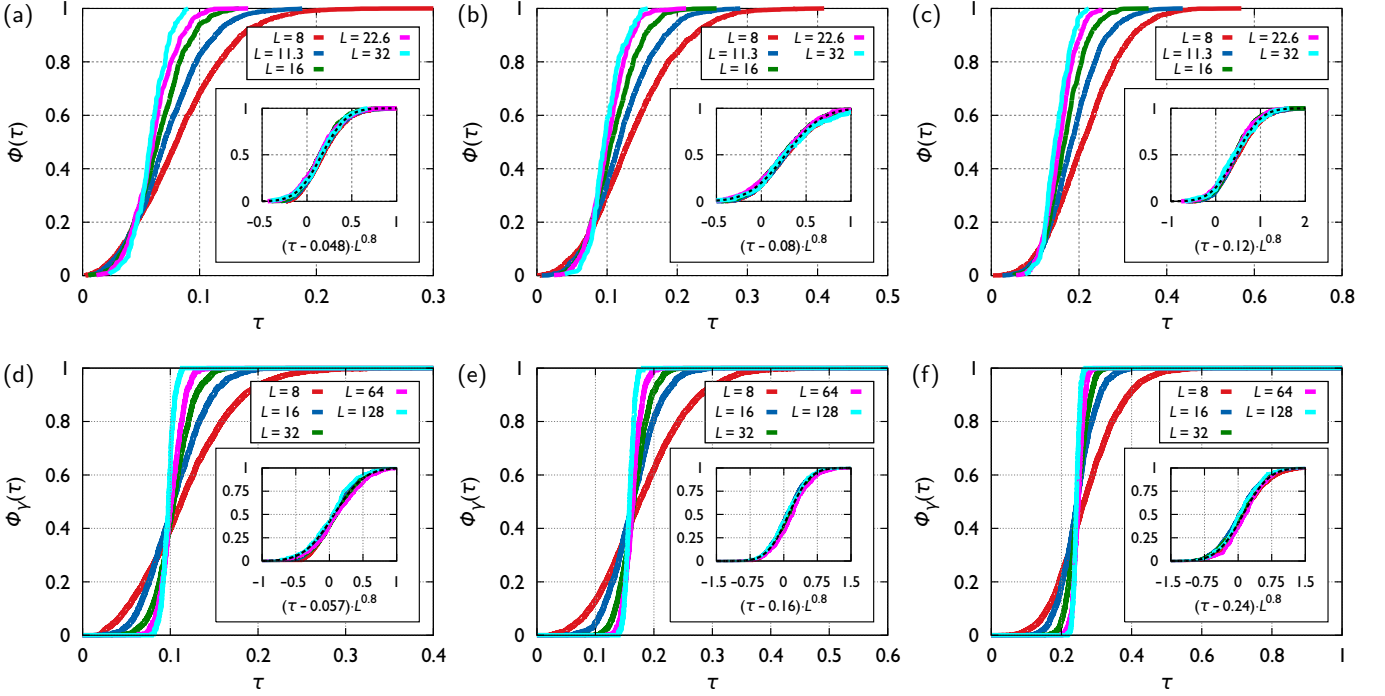 (a)
Φ(τ)
1
0.8
0.6
0.4
0.2
0
0 0.1 0.2 0.3
τ
L = 8 L = 22.6
L = 11.3 L = 32
L = 16
1
0.5
0
−0.5 0 0.5 1
(τ − 0.048)·L^0.8
(b)
Φ(τ)
1
0.8
0.6
0.4
0.2
0
0 0.1 0.2 0.3 0.4 0.5
τ
L = 8 L = 22.6
L = 11.3 L = 32
L = 16
1
0.5
0
−0.5 0 0.5 1
(τ − 0.08)·L^0.8
(c)
Φ(τ)
1
0.8
0.6
0.4
0.2
0
0 0.2 0.4 0.6 0.8
τ
L = 8 L = 22.6
L = 11.3 L = 32
L = 16
1
0.5
0
−1 0 1 2
(τ − 0.12)·L^0.8
(d)
Φγ(τ)
1
0.8
0.6
0.4
0.2
0
0 0.1 0.2 0.3 0.4
τ
L = 8 L = 64
L = 16 L = 128
L = 32
1
0.75
0.5
0.25
0
−1 −0.5 0 0.5 1
(τ − 0.057)·L^0.8
(e)
Φγ(τ)
1
0.8
0.6
0.4
0.2
0
0 0.1 0.2 0.3 0.4 0.5 0.6
τ
L = 8 L = 64
L = 16 L = 128
L = 32
1
0.75
0.5
0.25
0
−1.5 −0.75 0 0.75 1.5
(τ − 0.16)·L^0.8
(f)
Φγ(τ)
1
0.8
0.6
0.4
0.2
0
0 0.2 0.4 0.6 0.8 1
τ
L = 8 L = 64
L = 16 L = 128
L = 32
1
0.75
0.5
0.25
0
−1.5 −0.75 0 0.75 1.5
(τ − 0.24)·L^0.8